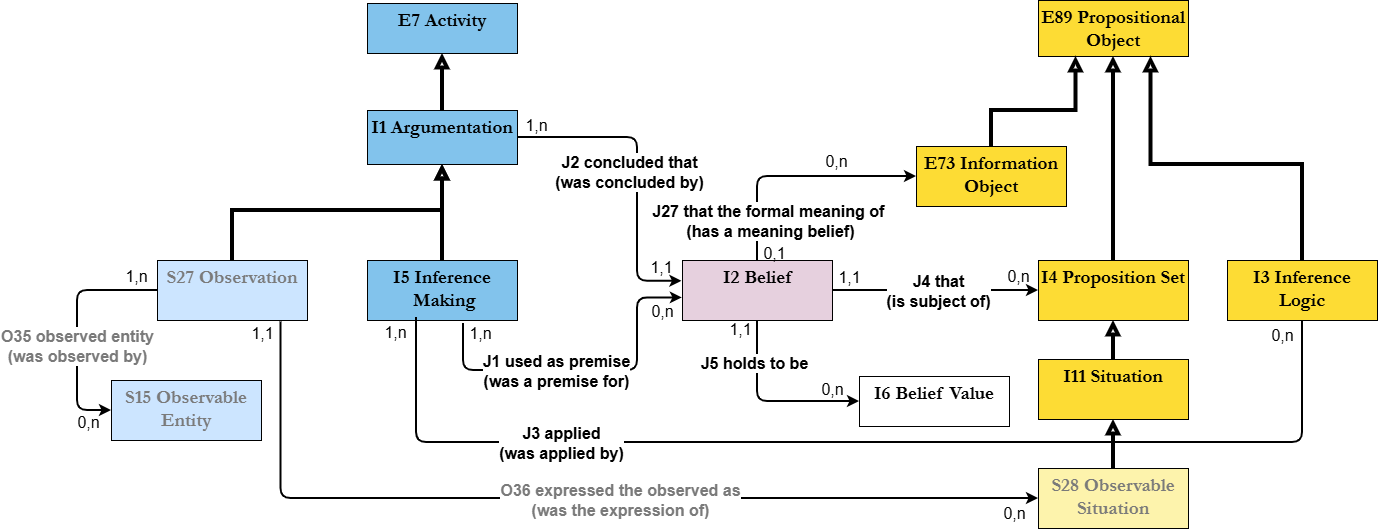 E7 Activity
E89 Propositional
Object
I1 Argumentation
1,n
J2 concluded that
(was concluded by)
0,n
E73 Information
Object
J27 that the formal meaning of
(has a meaning belief)
0,1
1,n
S27 Observation
I5 Inference
Making
1,1
I2 Belief
1,1
J4 that
(is subject of)
0,n
I4 Proposition Set
I3 Inference
Logic
0,n
O35 observed entity
(was observed by)
1,1
1,n
1,n
1,1
0,n
J1 used as premise
(was a premise for)
J5 holds to be
I11 Situation
0,n
S15 Observable
Entity
0,n
I6 Belief Value
J3 applied
(was applied by)
O36 expressed the observed as
(was the expression of)
0,n
S28 Observable
Situation